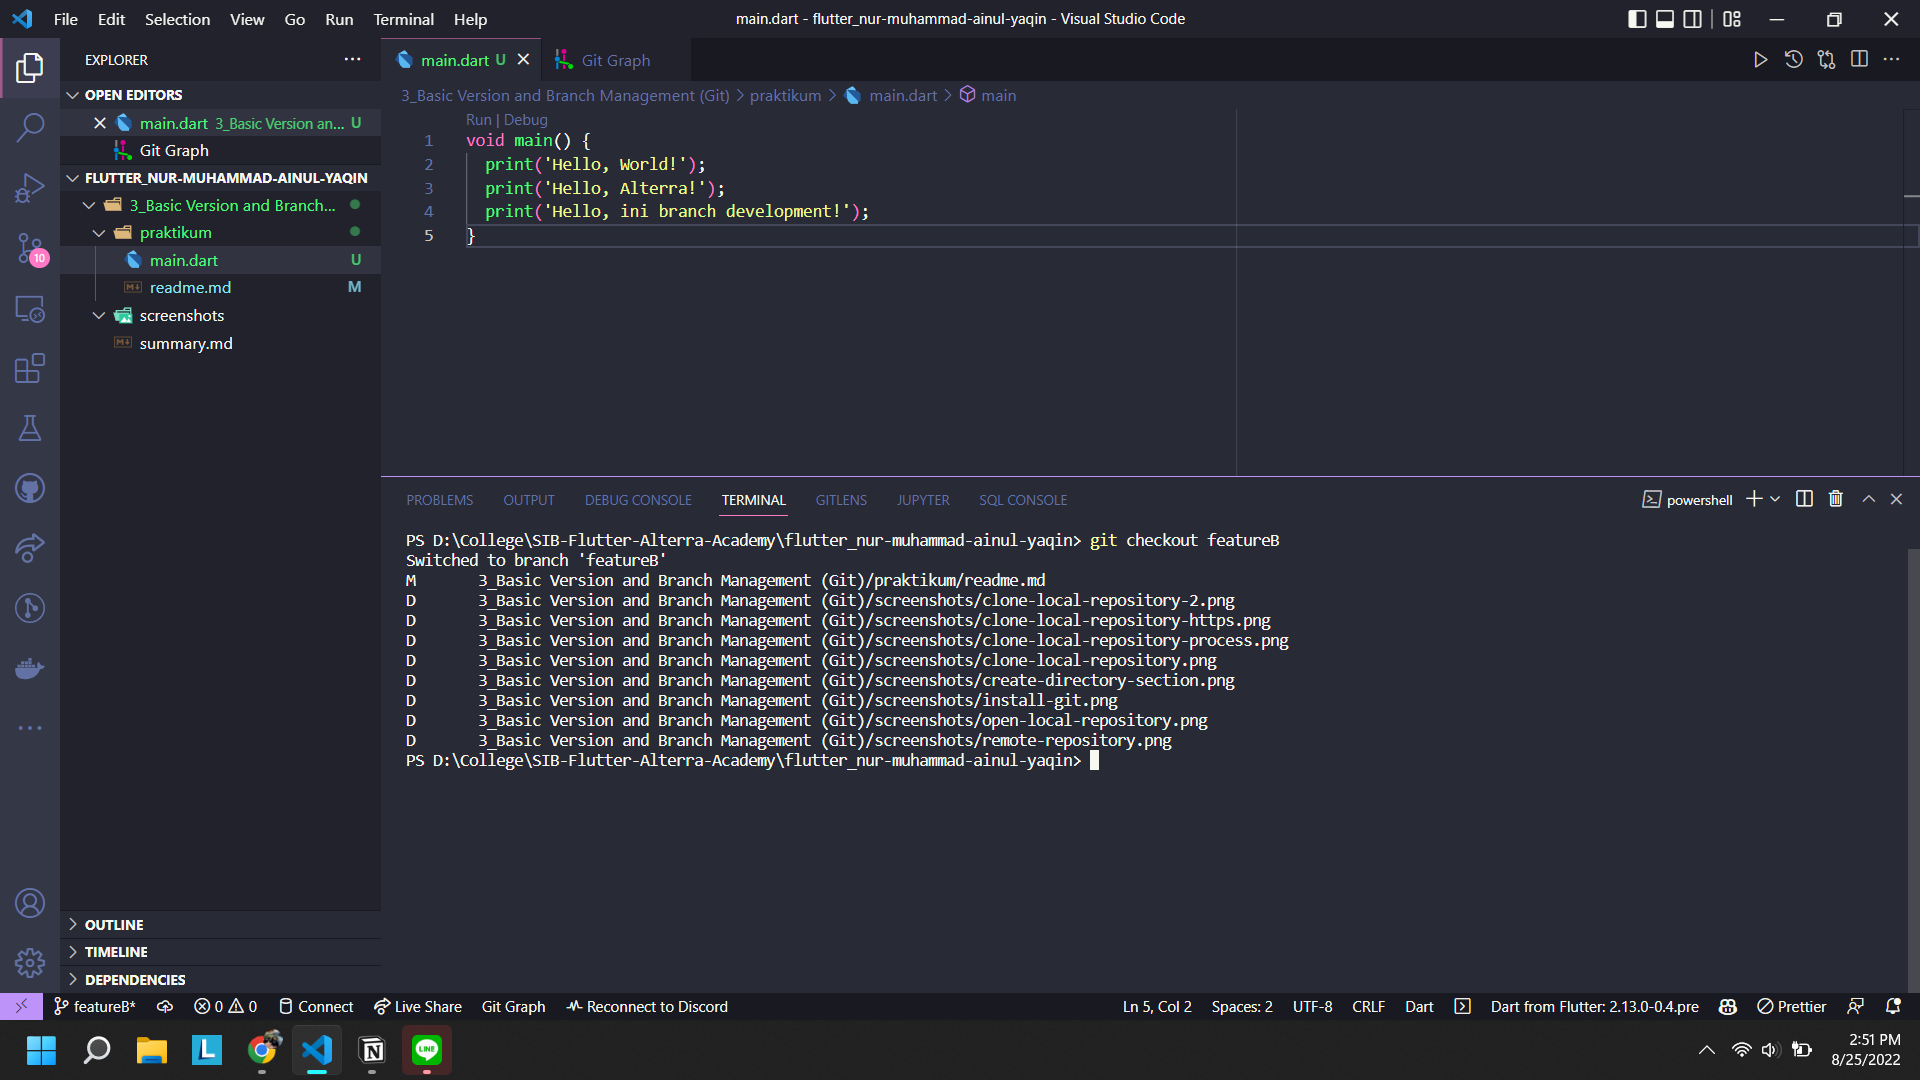 File Edit Selection View Go Run Terminal Help
main.dart - flutter_nur-muhammad-ainul-yaqin - Visual Studio Code
EXPLORER
OPEN EDITORS
main.dart 3_Basic Version an... U
Git Graph
FLUTTER_NUR-MUHAMMAD-AINUL-YAQIN
3_Basic Version and Branch...
praktikum
main.dart U
readme.md M
screenshots
summary.md
10
OUTLINE
TIMELINE
DEPENDENCIES
main.dart U Git Graph
3_Basic Version and Branch Management (Git) > praktikum > main.dart > main
Run | Debug
1 void main() {
2 print('Hello, World!');
3 print('Hello, Alterra!');
4 print('Hello, ini branch development!');
5 }
PROBLEMS OUTPUT DEBUG CONSOLE TERMINAL GITLENS JUPYTER SQL CONSOLE
powershell
PS D:\College\SIB-Flutter-Alterra-Academy\flutter_nur-muhammad-ainul-yaqin> git checkout featureB
Switched to branch 'featureB'
M 3_Basic Version and Branch Management (Git)/praktikum/readme.md
D 3_Basic Version and Branch Management (Git)/screenshots/clone-local-repository-2.png
D 3_Basic Version and Branch Management (Git)/screenshots/clone-local-repository-https.png
D 3_Basic Version and Branch Management (Git)/screenshots/clone-local-repository-process.png
D 3_Basic Version and Branch Management (Git)/screenshots/clone-local-repository.png
D 3_Basic Version and Branch Management (Git)/screenshots/create-directory-section.png
D 3_Basic Version and Branch Management (Git)/screenshots/install-git.png
D 3_Basic Version and Branch Management (Git)/screenshots/open-local-repository.png
D 3_Basic Version and Branch Management (Git)/screenshots/remote-repository.png
PS D:\College\SIB-Flutter-Alterra-Academy\flutter_nur-muhammad-ainul-yaqin>
featureB* 0 0 Connect Live Share Git Graph Reconnect to Discord
Ln 5, Col 2 Spaces: 2 UTF-8 CRLF Dart Dart from Flutter: 2.13.0-0.4.pre Prettier
L
N
LINE
2:51 PM
8/25/2022